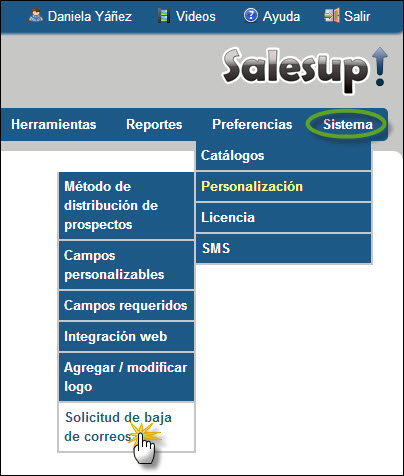 Daniela Yáñez Videos Ayuda Salir
Salesup!
Herramientas Reportes Preferencias Sistema
Catálogos
Personalización
Licencia
SMS
Método de
distribución de
prospectos
Campos
personalizables
Campos requeridos
Integración web
Agregar / modificar
logo
Solicitud de baja
de correos